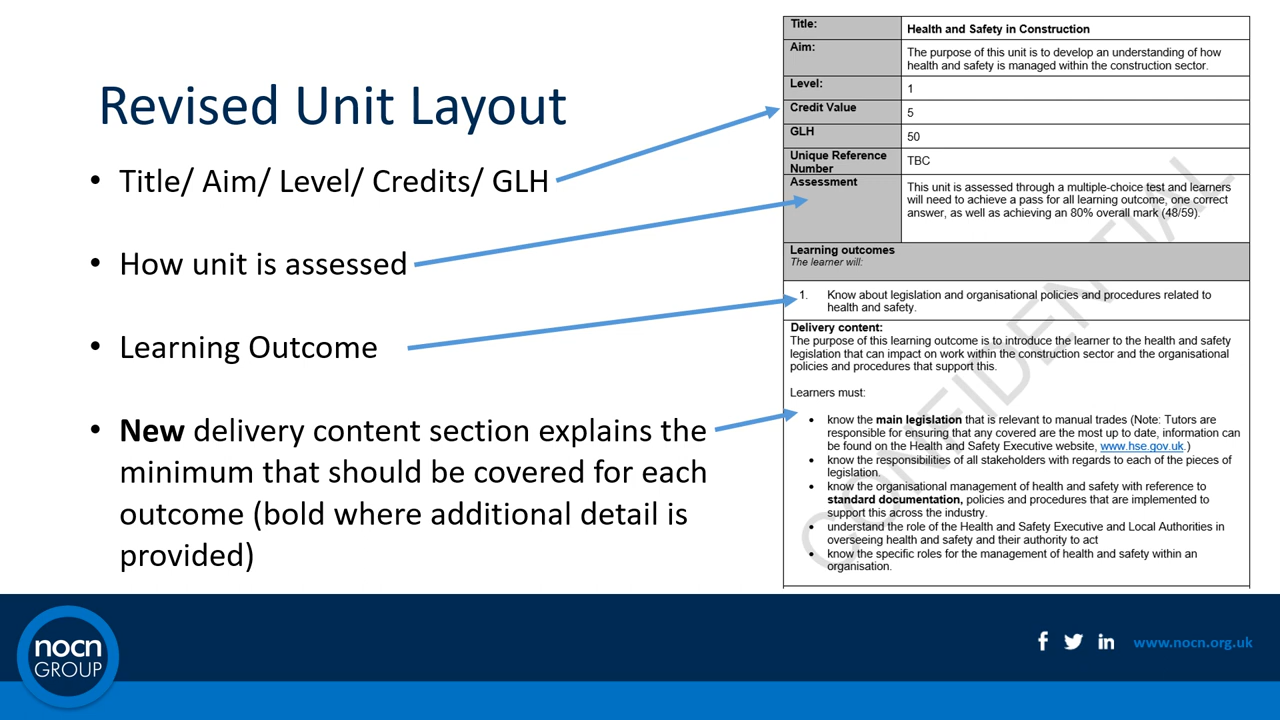 Revised Unit Layout
• Title/ Aim/ Level/ Credits/ GLH
• How unit is assessed
• Learning Outcome
• New delivery content section explains the
minimum that should be covered for each
outcome (bold where additional detail is
provided)
Title:
Health and Safety in Construction
Aim:
The purpose of this unit is to develop an understanding of how
health and safety is managed within the construction sector.
Level:
1
Credit Value
5
GLH
50
Unique Reference
Number
TBC
Assessment
This unit is assessed through a multiple-choice test and learners
will need to achieve a pass for all learning outcome, one correct
answer, as well as achieving an 80% overall mark (48/59).
Learning outcomes
The learner will:
1. Know about legislation and organisational policies and procedures related to
health and safety.
Delivery content:
The purpose of this learning outcome is to introduce the learner to the health and safety
legislation that can impact on work within the construction sector and the organisational
policies and procedures that support this.
Learners must:
• know the main legislation that is relevant to manual trades (Note: Tutors are
responsible for ensuring that any covered are the most up to date, information can
be found on the Health and Safety Executive website, www.hse.gov.uk.)
• know the responsibilities of all stakeholders with regards to each of the pieces of
legislation.
• know the organisational management of health and safety with reference to
standard documentation, policies and procedures that are implemented to
support this across the industry.
• understand the role of the Health and Safety Executive and Local Authorities in
overseeing health and safety and their authority to act
• know the specific roles for the management of health and safety within an
organisation.
CONFIDENTIAL
nocn
GROUP
www.nocn.org.uk